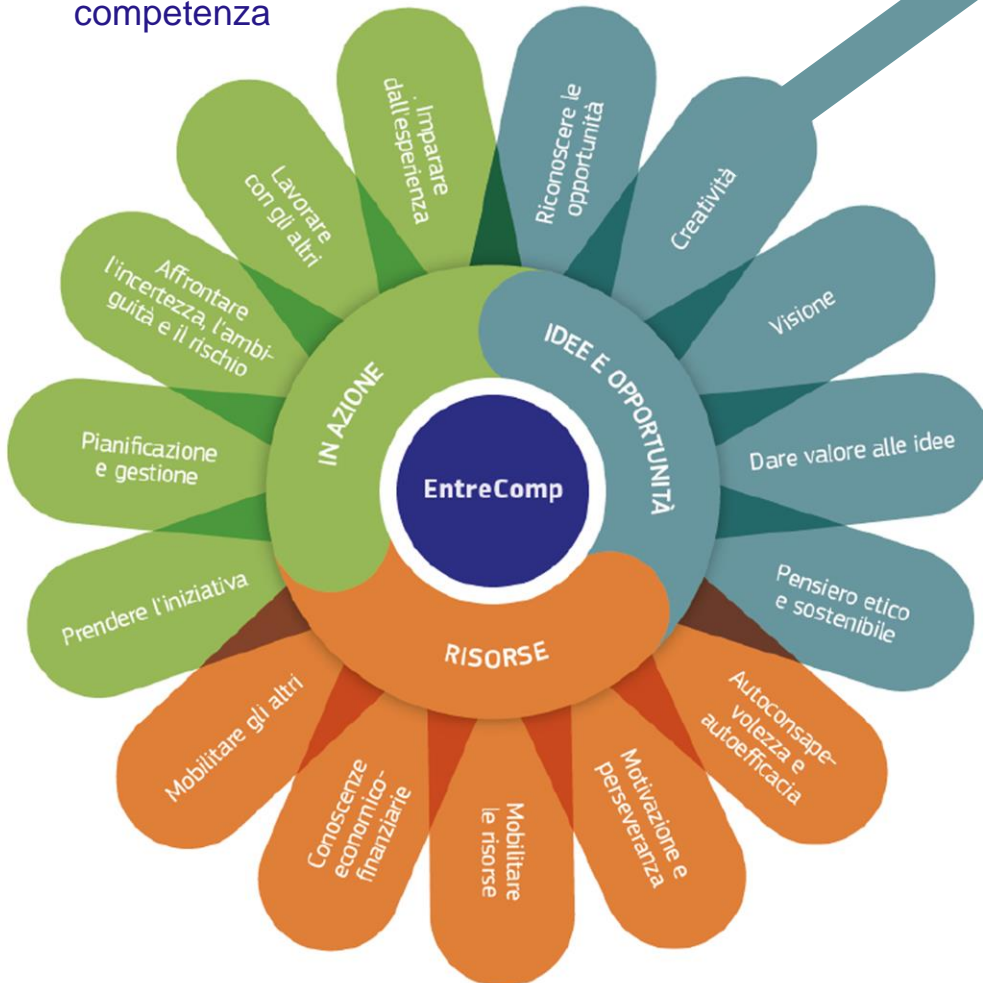 competenza
Imparare
dall'esperienza
Riconoscere le
opportunità
Creatività
Visione
Dare valore alle idee
Pensiero etico
e sostenibile
Autoconsape-
volezza e
autoefficacia
Motivazione e
perseveranza
Mobilitare
le risorse
Conoscenze
economico-
finanziarie
Mobilitare gli altri
Prendere l'iniziativa
Pianificazione
e gestione
Affrontare
l'incertezza, l'ambi-
guità e il rischio
Lavorare
con gli altri
IN AZIONE
IDEE E OPPORTUNITÀ
RISORSE
EntreComp